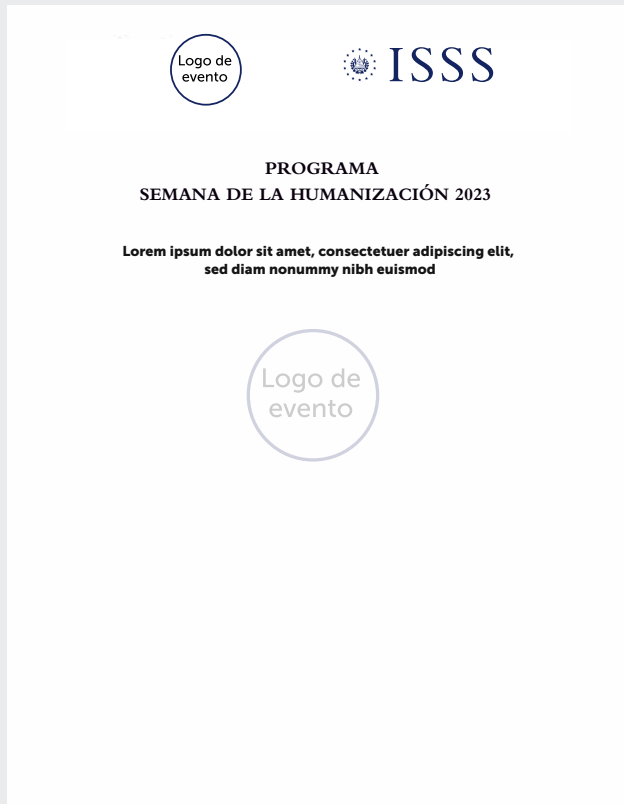 Logo de
evento
ISSS
PROGRAMA
SEMANA DE LA HUMANIZACIÓN 2023
Lorem ipsum dolor sit amet, consectetuer adipiscing elit,
sed diam nonummy nibh euismod
Logo de
evento